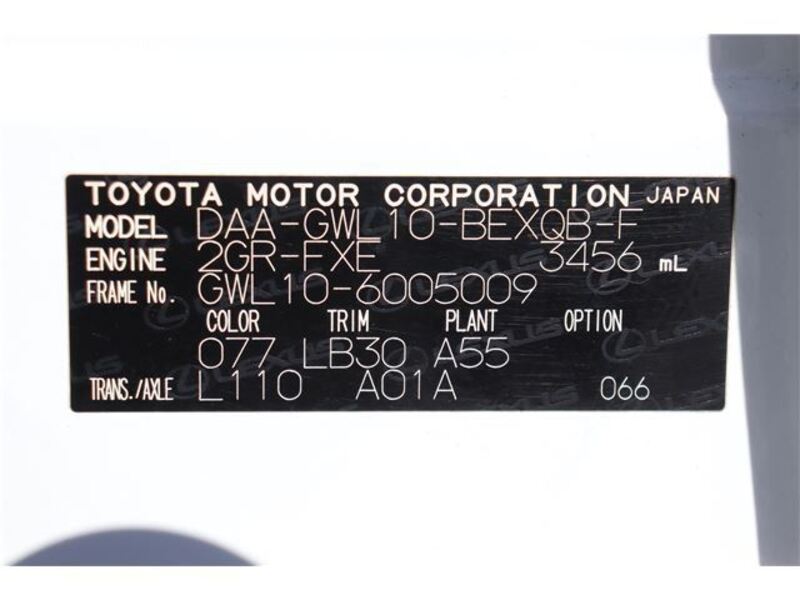 TOYOTA MOTOR CORPORATION JAPAN
MODEL DAA-GWL10-BEXQB-F
ENGINE 2GR-FXE 3456 mL
FRAME No. GWL10-6005009
COLOR TRIM PLANT OPTION
077 LB30 A55
TRANS./AXLE L110 A01A 066
LEXUS